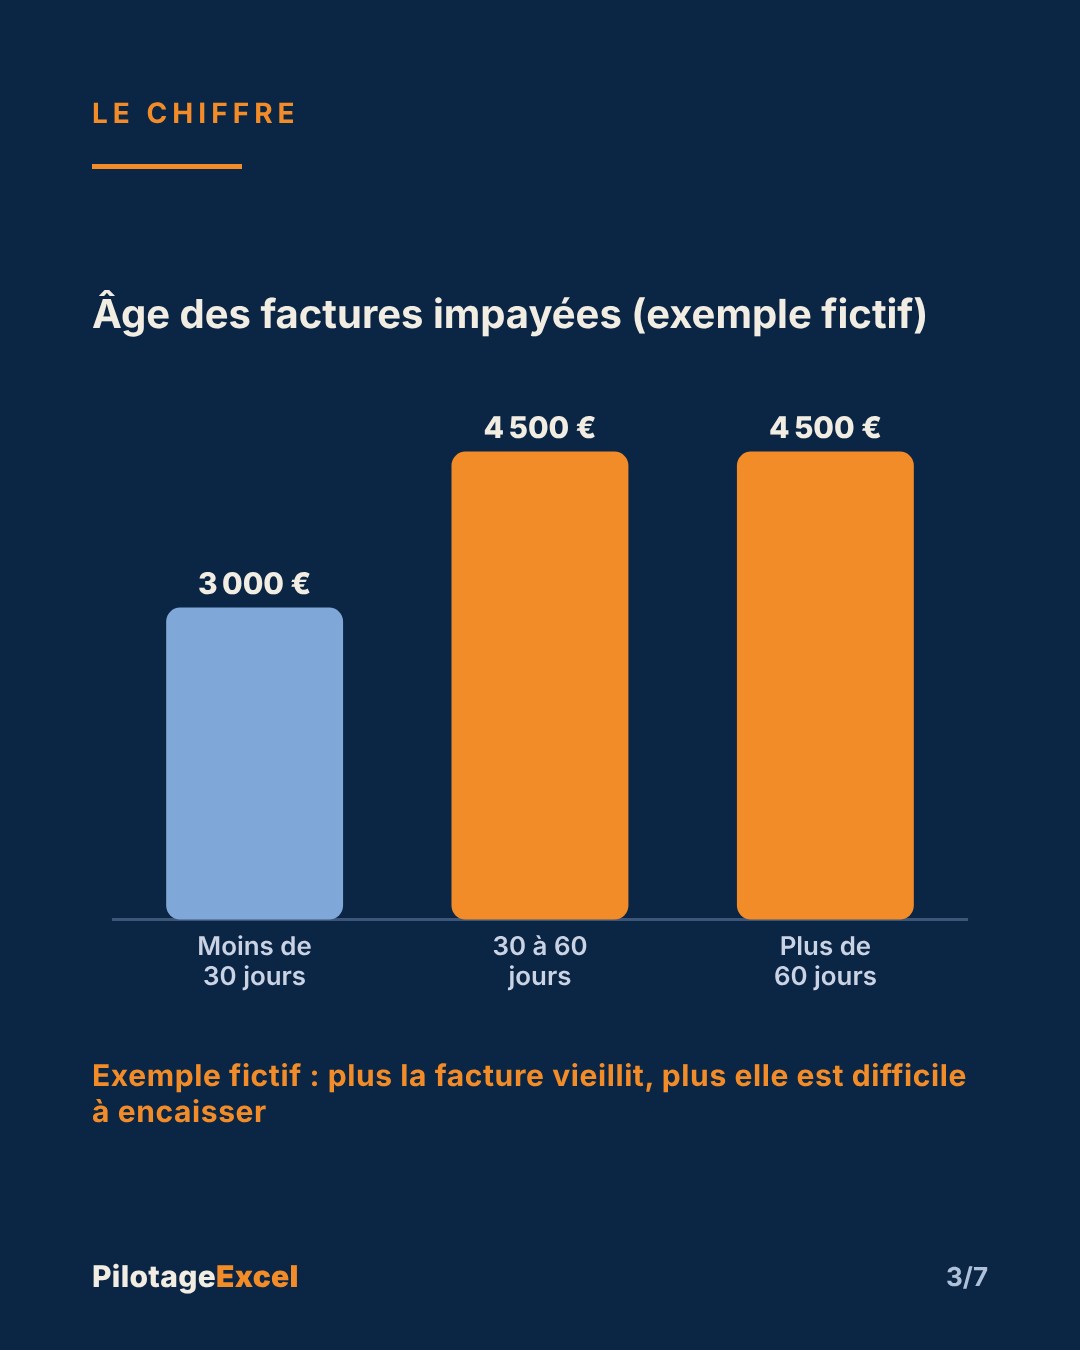 LE CHIFFRE
Âge des factures impayées (exemple fictif)
4 500 €
4 500 €
3 000 €
Moins de
30 jours
30 à 60
jours
Plus de
60 jours
Exemple fictif : plus la facture vieillit, plus elle est difficile
à encaisser
PilotageExcel
3/7